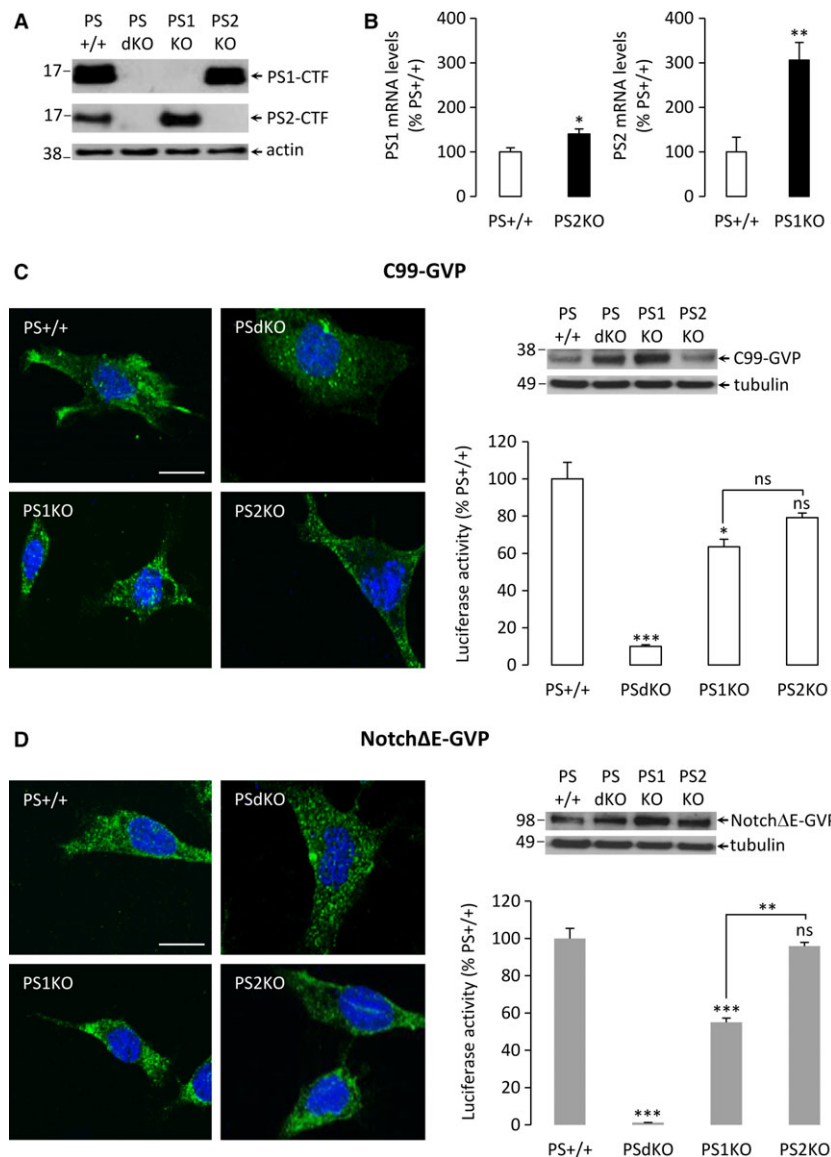 A
PS PS PS1 PS2
+/+ dKO KO KO
17
PS1-CTF
17
PS2-CTF
38
actin
B
PS1 mRNA levels
(% PS+/+)
400
300
200
100
0
*
PS+/+ PS2KO
PS2 mRNA levels
(% PS+/+)
400
300
200
100
0
**
PS+/+ PS1KO
C
C99-GVP
PS+/+
PSdKO
PS1KO
PS2KO
PS PS PS1 PS2
+/+ dKO KO KO
38
C99-GVP
49
tubulin
Luciferase activity (% PS+/+)
120
100
80
60
40
20
0
ns
***
*
ns
PS+/+ PSdKO PS1KO PS2KO
D
NotchΔE-GVP
PS+/+
PSdKO
PS1KO
PS2KO
PS PS PS1 PS2
+/+ dKO KO KO
98
NotchΔE-GVP
49
tubulin
Luciferase activity (% PS+/+)
120
100
80
60
40
20
0
**
***
***
ns
PS+/+ PSdKO PS1KO PS2KO